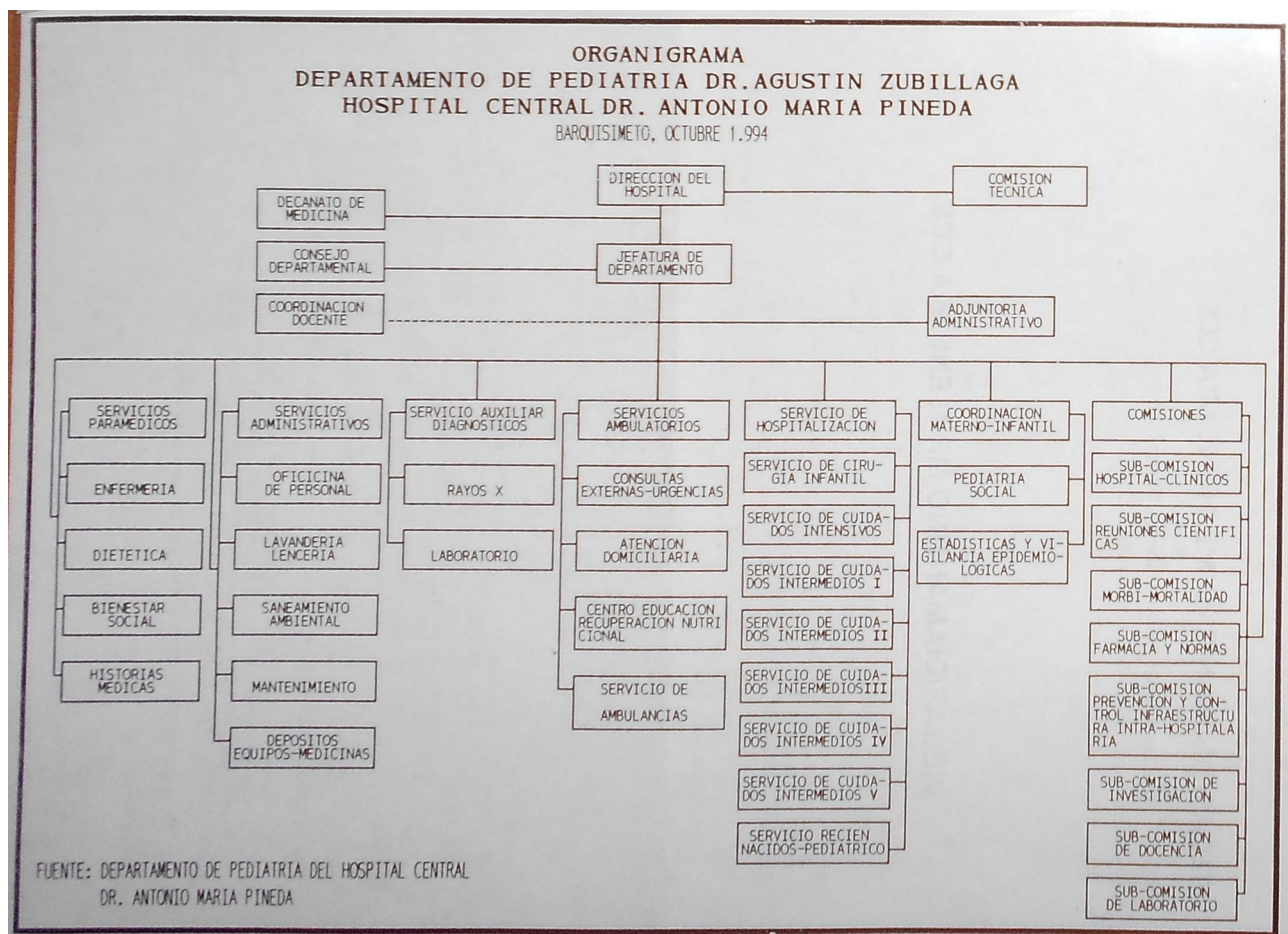 ORGANIGRAMA
DEPARTAMENTO DE PEDIATRIA DR.AGUSTIN ZUBILLAGA
HOSPITAL CENTRAL DR. ANTONIO MARIA PINEDA
BARQUISIMETO, OCTUBRE 1.994
DIRECCION DEL
HOSPITAL
COMISION
TECNICA
DECANATO DE
MEDICINA
CONSEJO
DEPARTAMENTAL
JEFATURA DE
DEPARTAMENTO
COORDINACION
DOCENTE
ADJUNTORIA
ADMINISTRATIVO
SERVICIOS
PARAMEDICOS
ENFERMERIA
DIETETICA
BIENESTAR
SOCIAL
HISTORIAS
MEDICAS
SERVICIOS
ADMINISTRATIVOS
OFICICINA
DE PERSONAL
LAVANDERIA
LENCERIA
SANEAMIENTO
AMBIENTAL
MANTENIMIENTO
DEPOSITOS
EQUIPOS-MEDICINAS
SERVICIO AUXILIAR
DIAGNOSTICOS
RAYOS X
LABORATORIO
SERVICIOS
AMBULATORIOS
CONSULTAS
EXTERNAS-URGENCIAS
ATENCION
DOMICILIARIA
CENTRO EDUCACION
RECUPERACION NUTRI
CIONAL
SERVICIO DE
AMBULANCIAS
SERVICIO DE
HOSPITALIZACION
SERVICIO DE CIRU-
GIA INFANTIL
SERVICIO DE CUIDA-
DOS INTENSIVOS
SERVICIO DE CUIDA-
DOS INTERMEDIOS I
SERVICIO DE CUIDA-
DOS INTERMEDIOS II
SERVICIO DE CUIDA-
DOS INTERMEDIOSIII
SERVICIO DE CUIDA-
DOS INTERMEDIOS IV
SERVICIO DE CUIDA-
DOS INTERMEDIOS V
SERVICIO RECIEN
NACIDOS-PEDIATRICO
COORDINACION
MATERNO-INFANTIL
PEDIATRIA
SOCIAL
ESTADISTICAS Y VI-
GILANCIA EPIDEMIO-
LOGICAS
COMISIONES
SUB-COMISION
HOSPITAL-CLINICOS
SUB-COMISION
REUNIONES CIENTIFI
CAS
SUB-COMISION
MORBI-MORTALIDAD
SUB-COMISION
FARMACIA Y NORMAS
SUB-COMISION
PREVENCION Y CON-
TROL INFRAESTRUCTU
RA INTRA-HOSPITALA
RIA
SUB-COMISION DE
INVESTIGACION
SUB-COMISION
DE DOCENCIA
SUB-COMISION
DE LABORATORIO
FUENTE: DEPARTAMENTO DE PEDIATRIA DEL HOSPITAL CENTRAL
DR. ANTONIO MARIA PINEDA